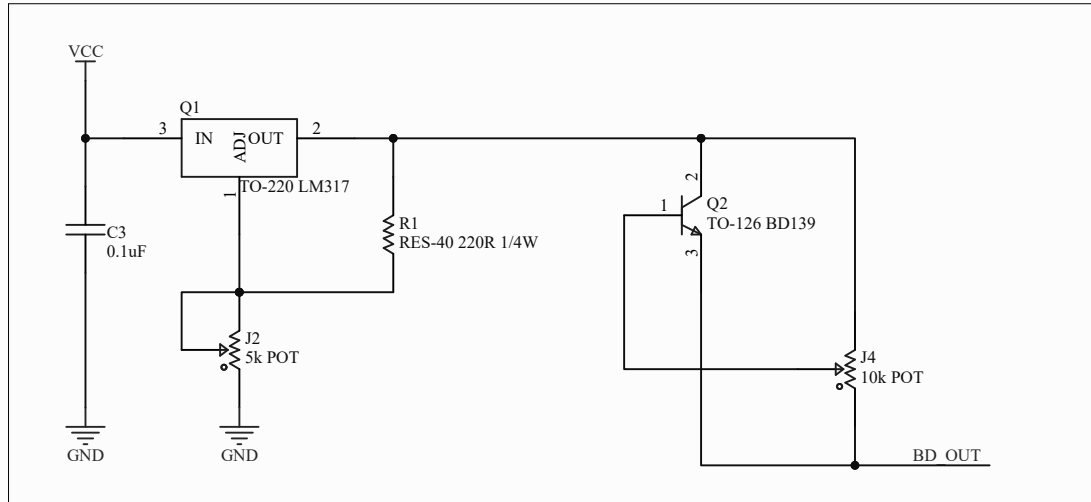 VCC
Q1
3
IN
ADJ
OUT
2
TO-220 LM317
1
C3
0.1uF
R1
RES-40 220R 1/4W
2
1
Q2
TO-126 BD139
3
J2
5k POT
J4
10k POT
GND
GND
BD_OUT